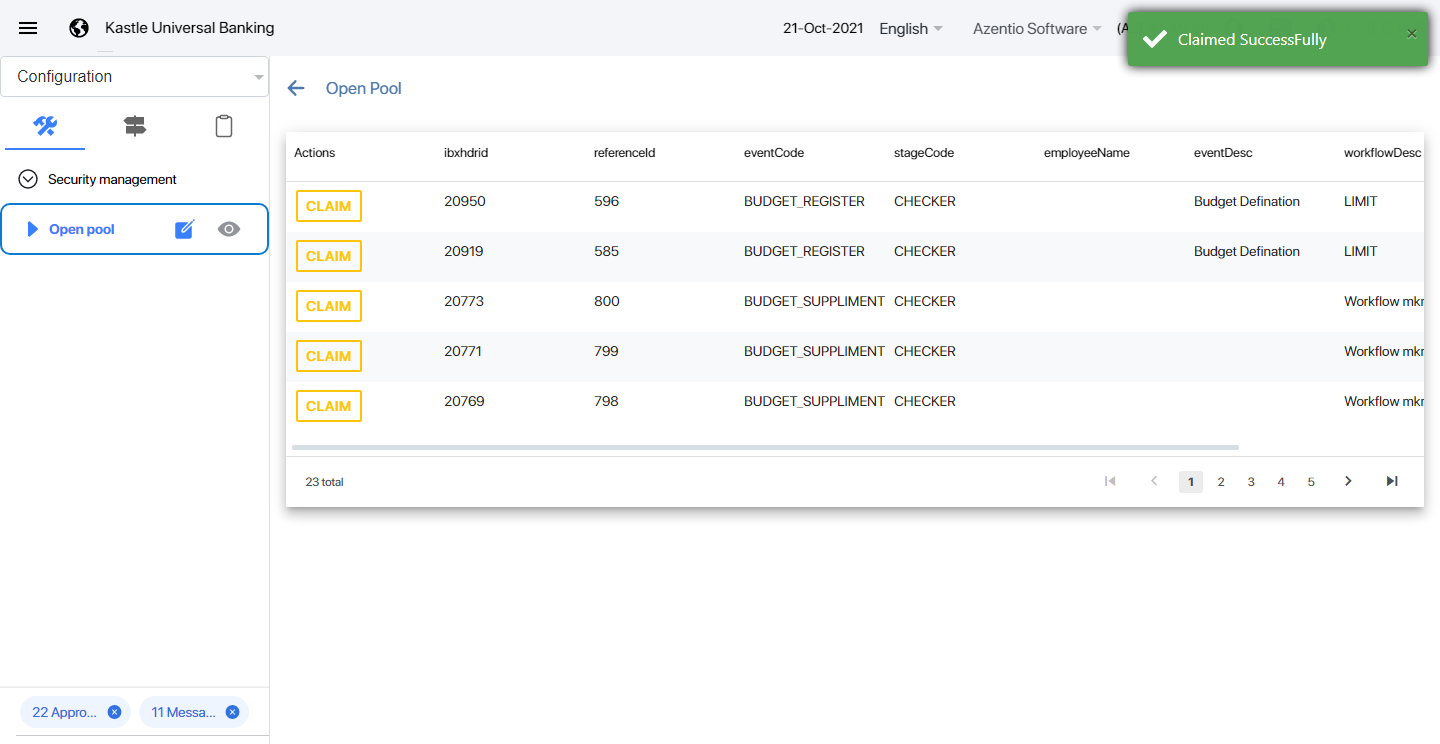 Kastle Universal Banking
21-Oct-2021 English Azentio Software (A
Claimed SuccessFully ×
Configuration
Open Pool
Security management
Open pool
Actions ibxhdrid referenceId eventCode stageCode employeeName eventDesc workflowDesc
CLAIM 20950 596 BUDGET_REGISTER CHECKER Budget Defination LIMIT
CLAIM 20919 585 BUDGET_REGISTER CHECKER Budget Defination LIMIT
CLAIM 20773 800 BUDGET_SUPPLIMENT CHECKER Workflow mkr
CLAIM 20771 799 BUDGET_SUPPLIMENT CHECKER Workflow mkr
CLAIM 20769 798 BUDGET_SUPPLIMENT CHECKER Workflow mkr
23 total 1 2 3 4 5
22 Appro... 11 Messa...